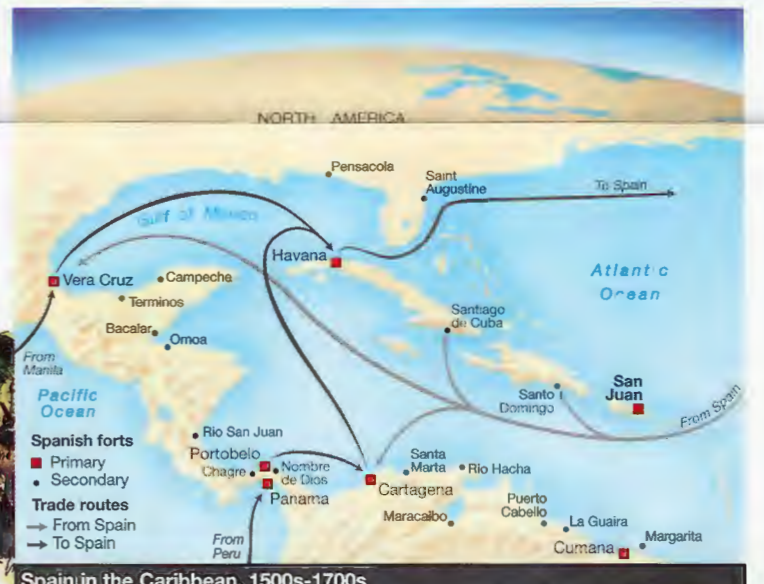 NORTH AMERICA
Pensacola
Saint
Augustine
To Spain
Gulf of Mexico
Havana
Atlantic
Ocean
Vera Cruz
Campeche
Terminos
Santiago
de Cuba
Bacalar
Omoa
From
Manila
Pacific
Ocean
San
Juan
Santo
Domingo
From Spain
Spanish forts
Primary
Secondary
Trade routes
From Spain
To Spain
Rio San Juan
Portobelo
Chagre
Nombre
de Dios
Panama
Santa
Marta
Rio Hacha
Cartagena
Maracaibo
Puerto
Cabello
La Guaira
Margarita
Cumana
From
Peru
Spain in the Caribbean, 1500s-1700s